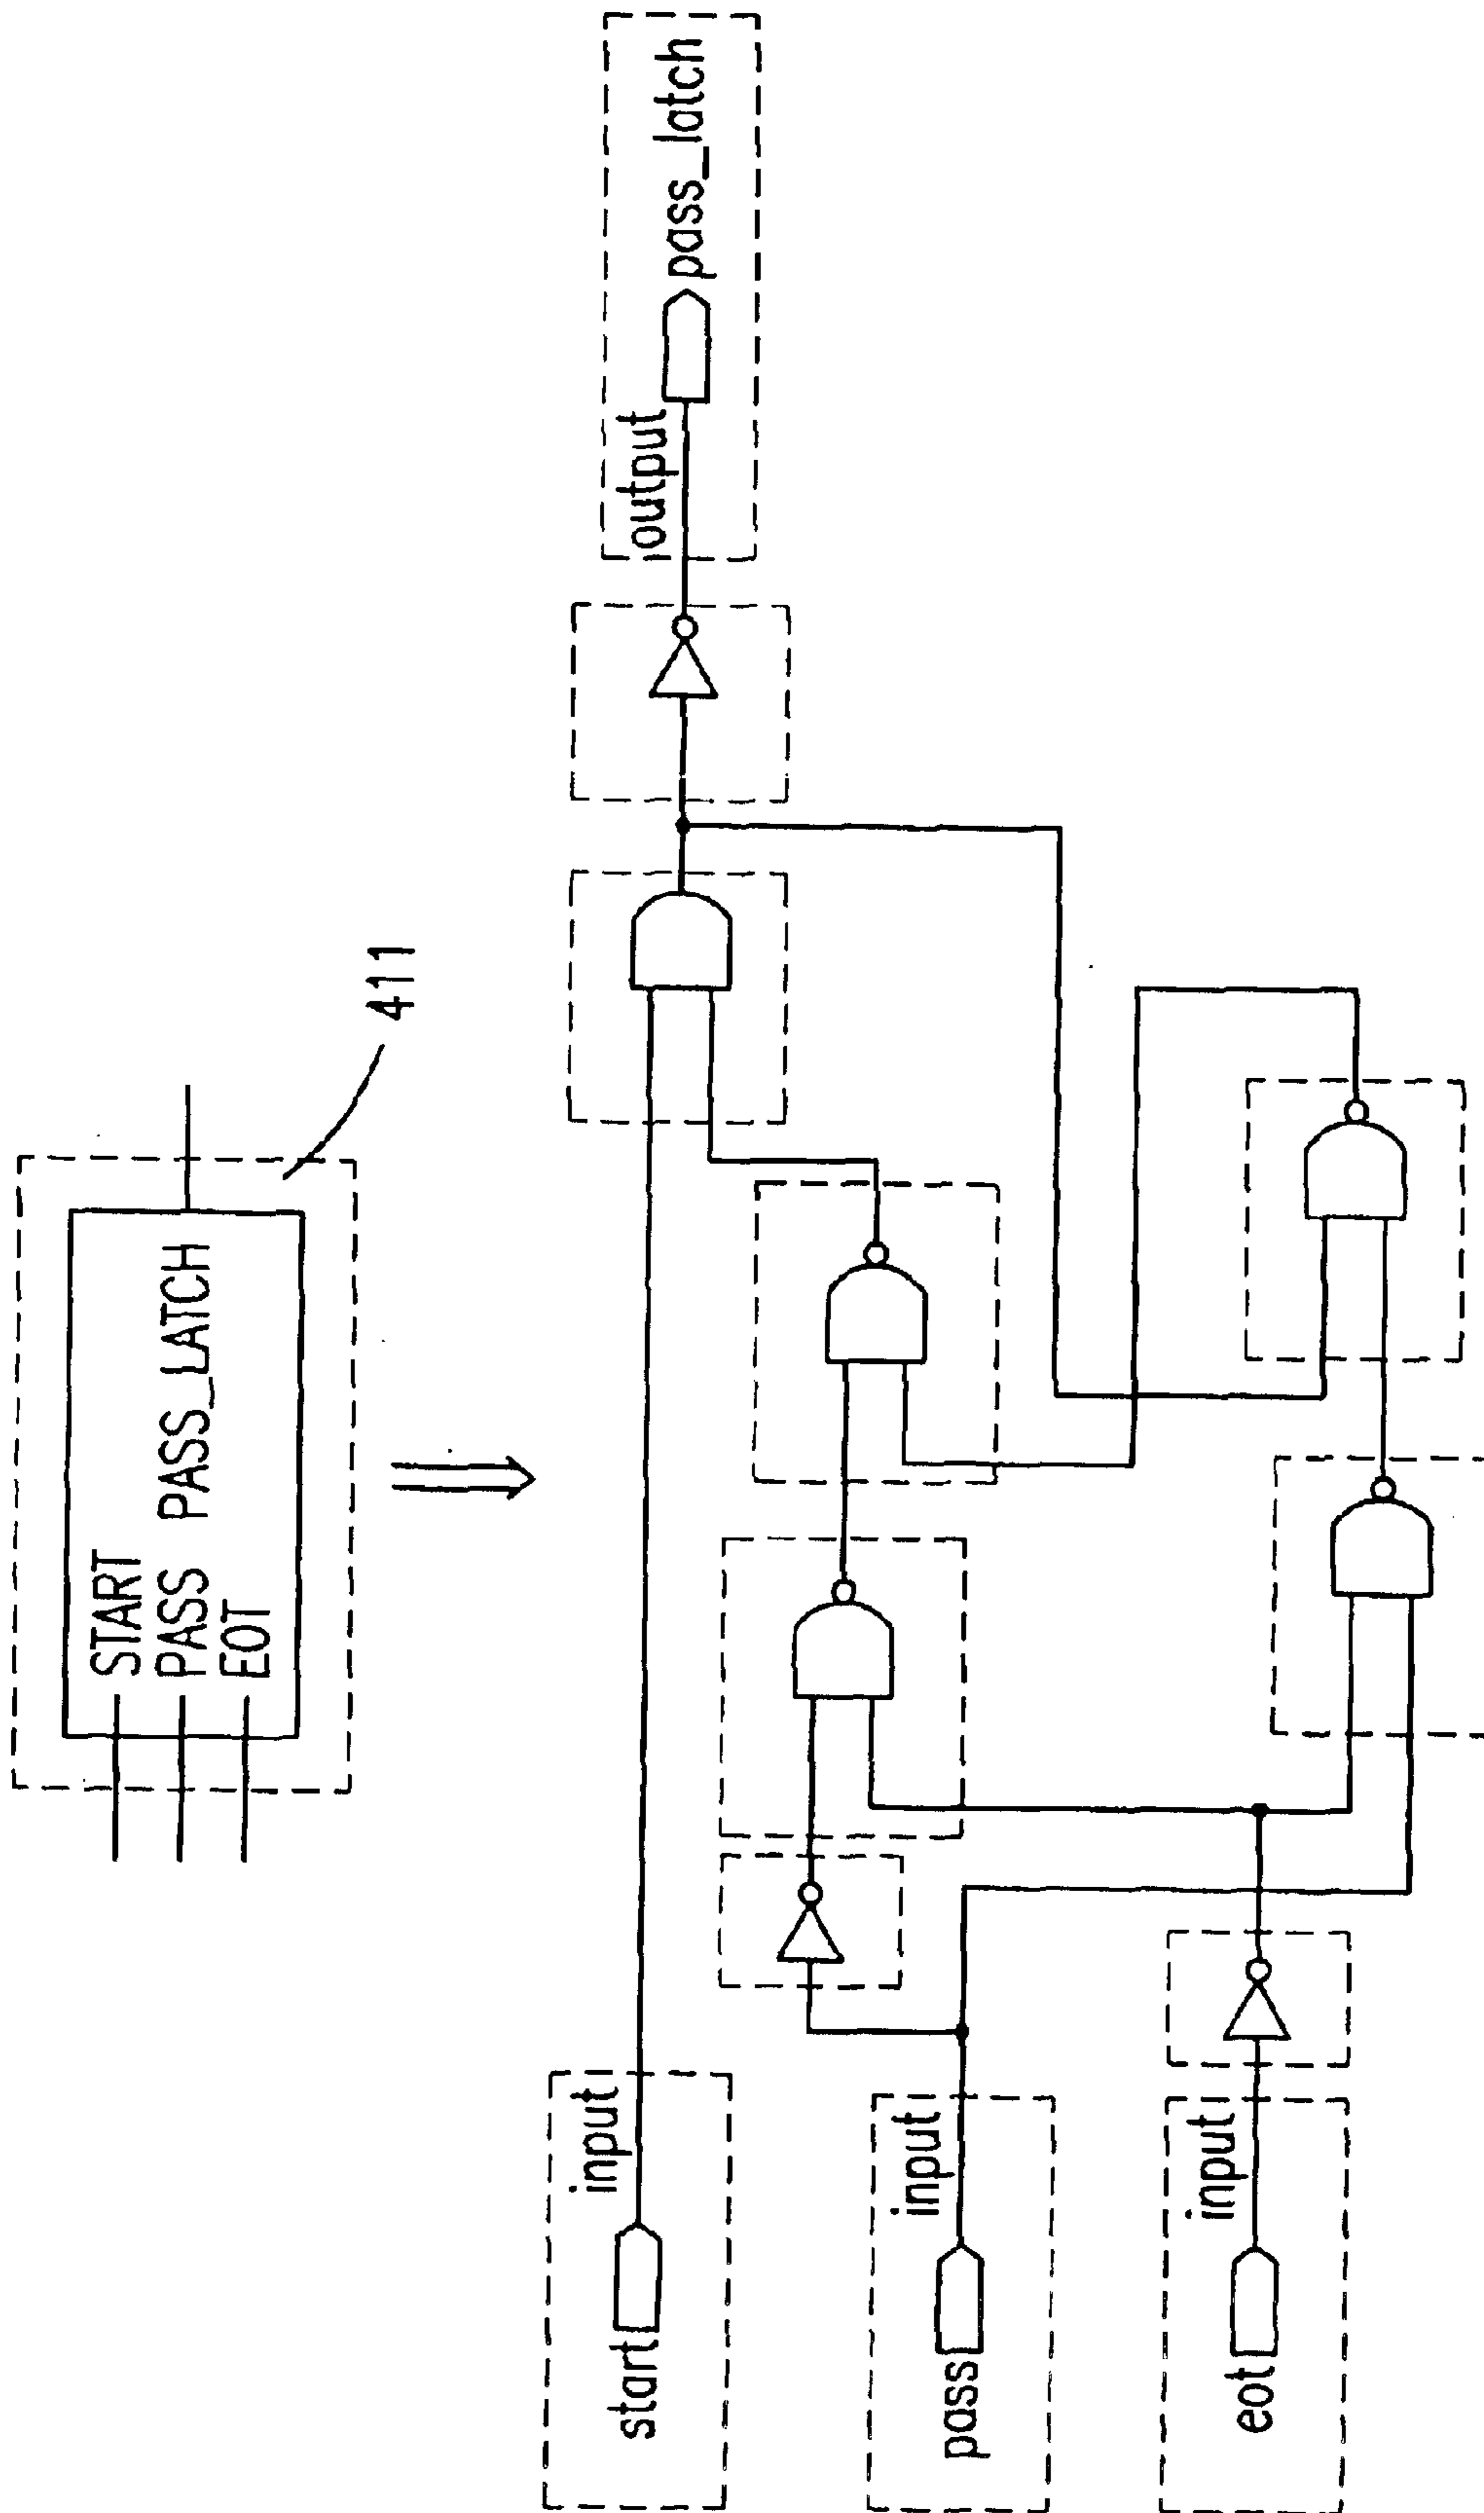 START
PASS PASS_LATCH
EOT
411
start
input
output
pass_latch
pass
input
eot
input